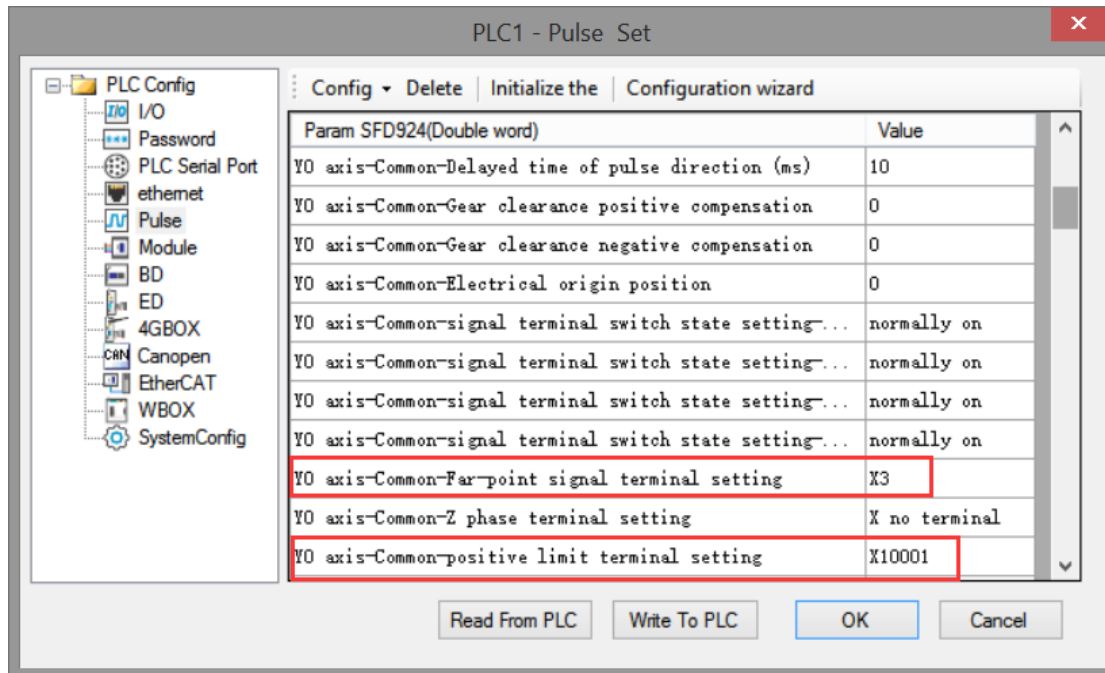 PLC1 - Pulse Set
PLC Config
I/O
Password
PLC Serial Port
ethernet
Pulse
Module
BD
ED
4GBOX
Canopen
EtherCAT
WBOX
SystemConfig
Config Delete Initialize the Configuration wizard
Param SFD924(Double word) Value
Y0 axis-Common-Delayed time of pulse direction (ms) 10
Y0 axis-Common-Gear clearance positive compensation 0
Y0 axis-Common-Gear clearance negative compensation 0
Y0 axis-Common-Electrical origin position 0
Y0 axis-Common-signal terminal switch state setting-... normally on
Y0 axis-Common-signal terminal switch state setting-... normally on
Y0 axis-Common-signal terminal switch state setting-... normally on
Y0 axis-Common-signal terminal switch state setting-... normally on
Y0 axis-Common-Far-point signal terminal setting X3
Y0 axis-Common-Z phase terminal setting X no terminal
Y0 axis-Common-positive limit terminal setting X10001
Read From PLC Write To PLC OK Cancel